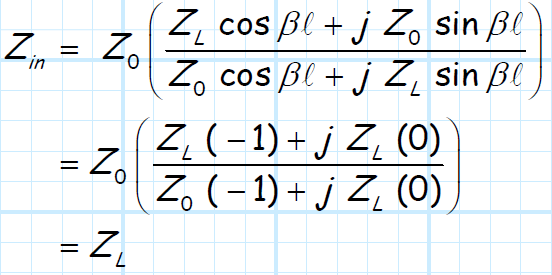 Z_in = Z_0 ( (Z_L cos βℓ + j Z_0 sin βℓ) / (Z_0 cos βℓ + j Z_L sin βℓ) )
= Z_0 ( (Z_L (−1) + j Z_L (0)) / (Z_0 (−1) + j Z_L (0)) )
= Z_L